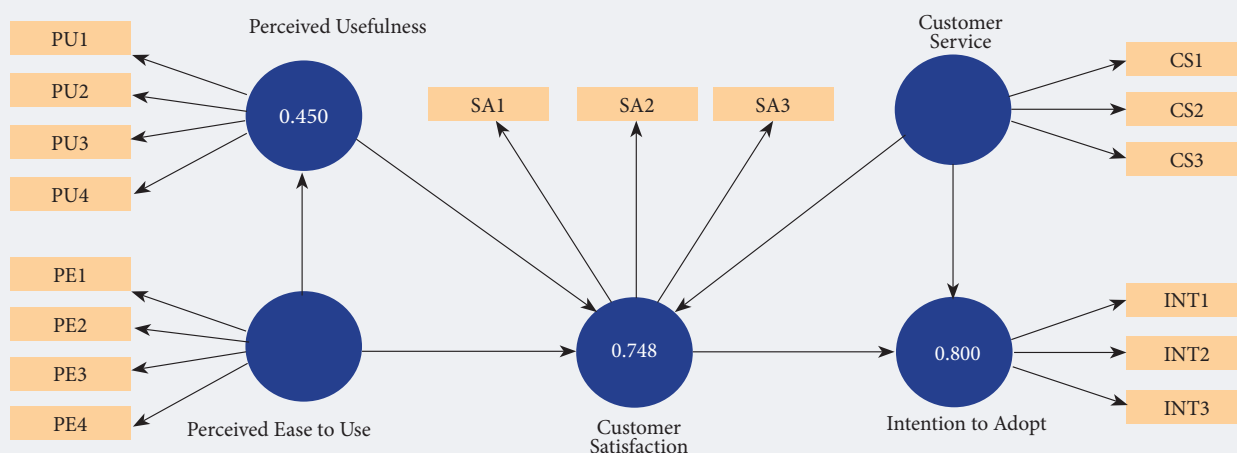 Perceived Usefulness
Customer
Service
PU1
PU2
PU3
PU4
0.450
SA1
SA2
SA3
CS1
CS2
CS3
PE1
PE2
PE3
PE4
Perceived Ease to Use
0.748
Customer
Satisfaction
0.800
Intention to Adopt
INT1
INT2
INT3